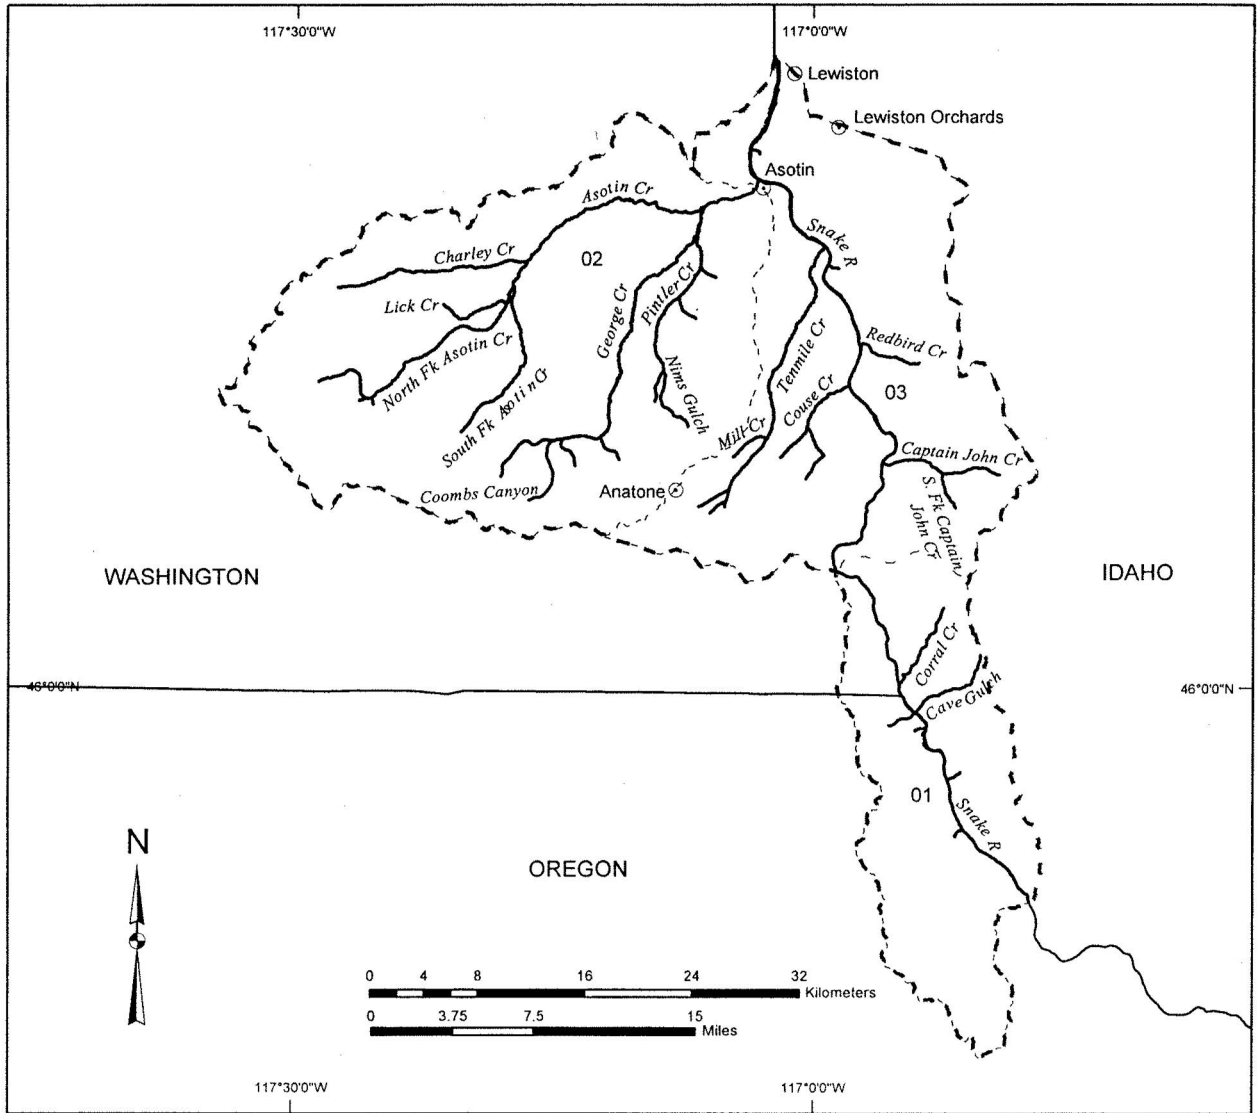 117°30'0"W
117°0'0"W
Lewiston
Lewiston Orchards
Asotin
Asotin Cr
Snake R
Charley Cr
02
Pintler Cr
George Cr
Lick Cr
Tenmile Cr
Redbird Cr
North Fk Asotin Cr
Nims Gulch
Couse Cr
03
South Fk Asotin Cr
Mill Cr
Captain John Cr
Coombs Canyon
Anatone
S. Fk Captain
John Cr
WASHINGTON
IDAHO
Corral Cr
46°0'0"N
46°0'0"N
Cave Gulch
01
Snake R
N
OREGON
0 4 8 16 24 32
Kilometers
0 3.75 7.5 15
Miles
117°30'0"W
117°0'0"W